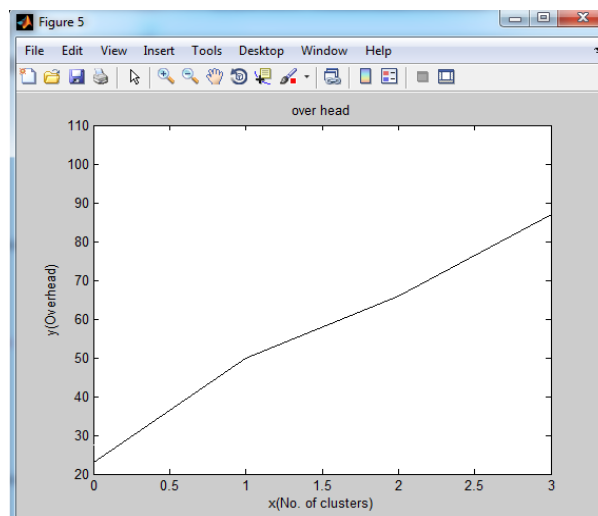 Figure 5
File Edit View Insert Tools Desktop Window Help
over head
110
100
90
80
70
60
50
40
30
20
y(Overhead)
0 0.5 1 1.5 2 2.5 3
x(No. of clusters)